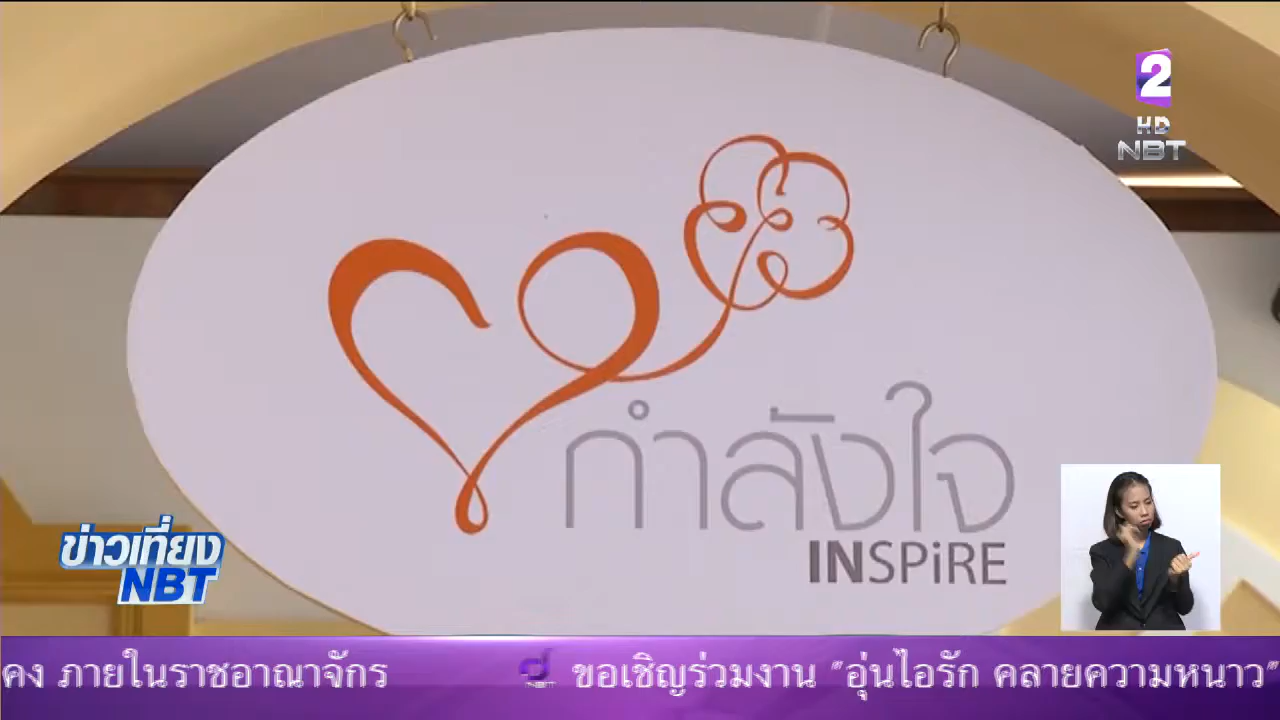 2
HD
NBT
กำลังใจ
INSPiRE
ข่าวเที่ยง
NBT
คง ภายในราชอาณาจักร
ขอเชิญร่วมงาน "อุ่นไอรัก คลายความหนาว"